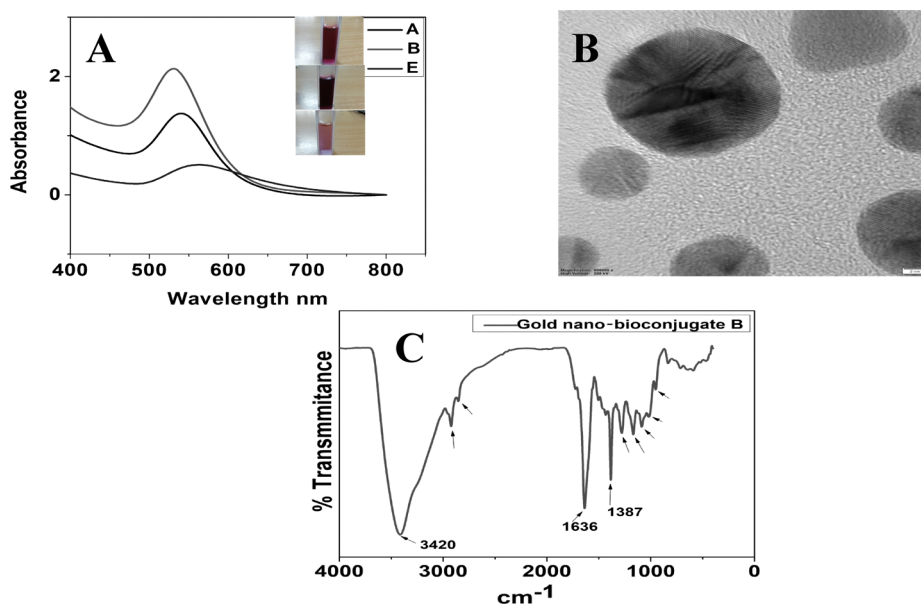 A
A
B
E
2
0
Absorbance
400 500 600 700 800
Wavelength nm
B
C
Gold nano-bioconjugate B
% Transmmitance
3420
1636
1387
4000 3000 2000 1000 0
cm-1